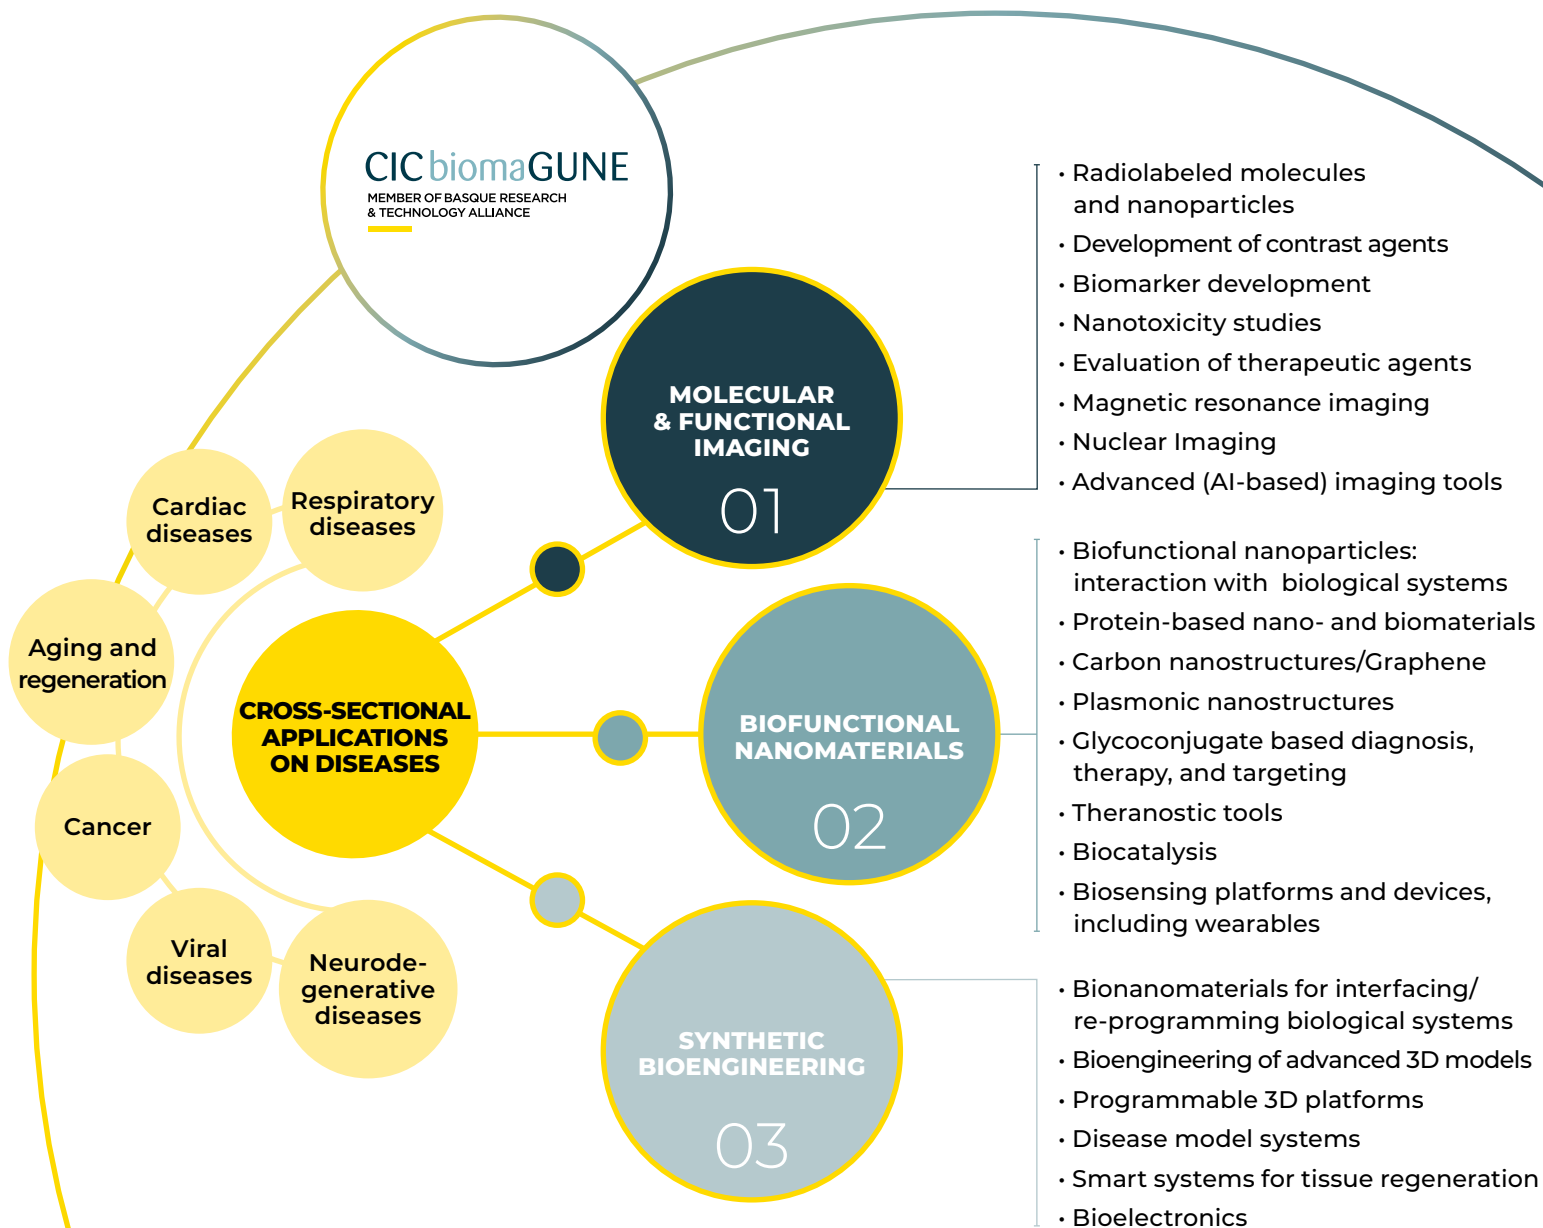 CICbiomaGUNE
MEMBER OF BASQUE RESEARCH
& TECHNOLOGY ALLIANCE
MOLECULAR
& FUNCTIONAL
IMAGING
01
• Radiolabeled molecules
and nanoparticles
• Development of contrast agents
• Biomarker development
• Nanotoxicity studies
• Evaluation of therapeutic agents
• Magnetic resonance imaging
• Nuclear Imaging
• Advanced (AI-based) imaging tools
Cardiac
diseases
Respiratory
diseases
Aging and
regeneration
Cancer
Viral
diseases
Neurode-
generative
diseases
CROSS-SECTIONAL
APPLICATIONS
ON DISEASES
BIOFUNCTIONAL
NANOMATERIALS
02
• Biofunctional nanoparticles:
interaction with biological systems
• Protein-based nano- and biomaterials
• Carbon nanostructures/Graphene
• Plasmonic nanostructures
• Glycoconjugate based diagnosis,
therapy, and targeting
• Theranostic tools
• Biocatalysis
• Biosensing platforms and devices,
including wearables
SYNTHETIC
BIOENGINEERING
03
• Bionanomaterials for interfacing/
re-programming biological systems
• Bioengineering of advanced 3D models
• Programmable 3D platforms
• Disease model systems
• Smart systems for tissue regeneration
• Bioelectronics